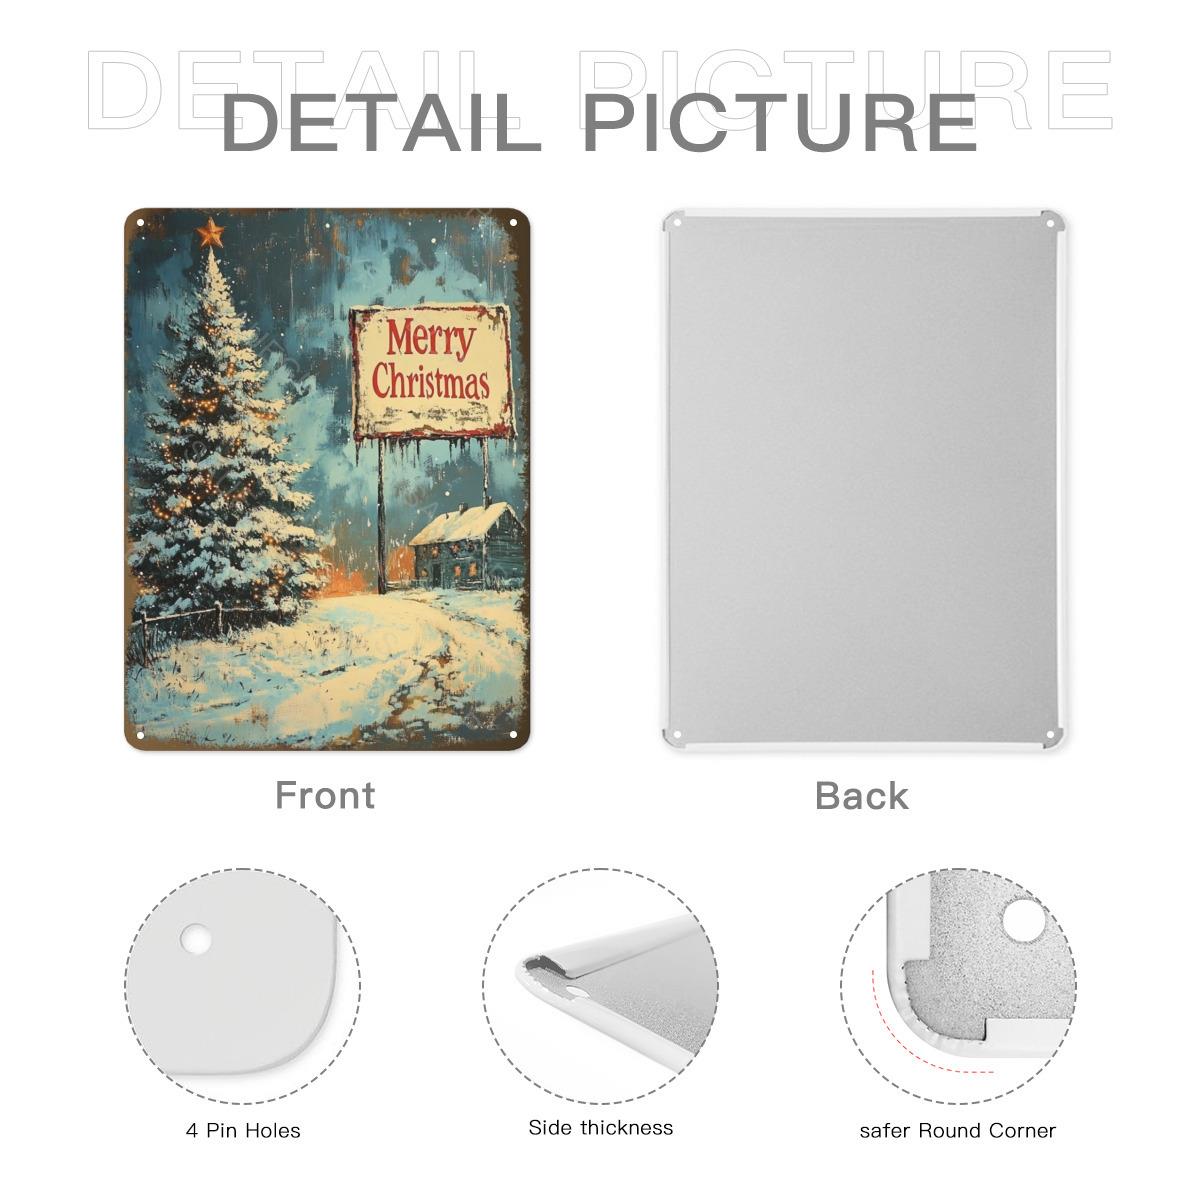 DETAIL PICTURE
DETAIL PICTURE
Merry
Christmas
Front
Back
4 Pin Holes
Side thickness
safer Round Corner